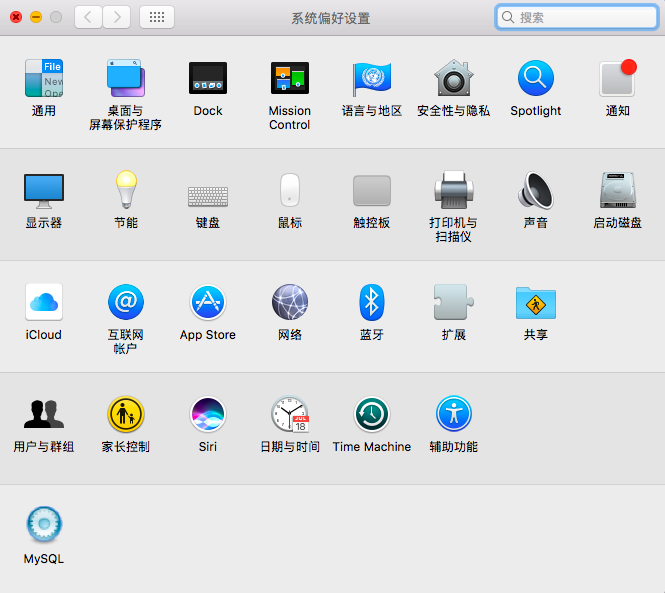 系统偏好设置
搜索
File
New
Ope
通用
桌面与
屏幕保护程序
Dock
Mission
Control
语言与地区
安全性与隐私
Spotlight
通知
显示器
节能
键盘
鼠标
触控板
打印机与
扫描仪
声音
启动磁盘
iCloud
互联网
帐户
App Store
网络
蓝牙
扩展
共享
JUL
18
用户与群组
家长控制
Siri
日期与时间
Time Machine
辅助功能
MySQL